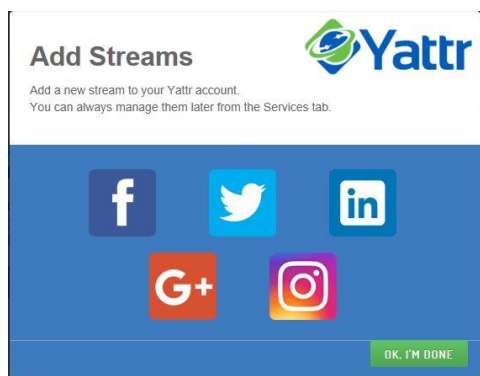 Add Streams
Yattr
Add a new stream to your Yattr account.
You can always manage them later from the Services tab.
f
in
G+
OK, I'M DONE